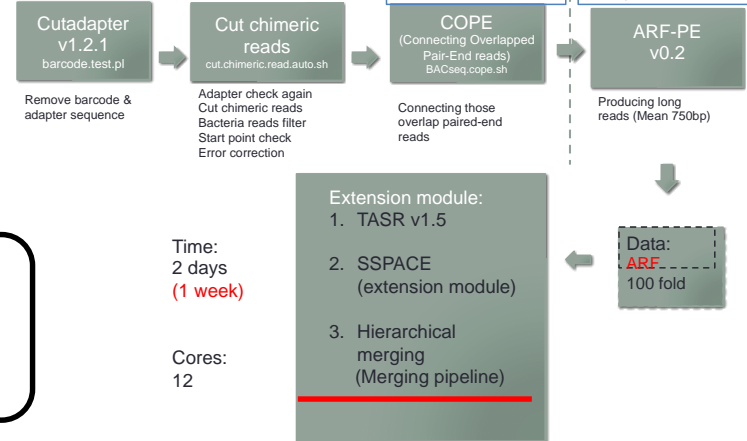 Cutadapter
v1.2.1
barcode.test.pl
Remove barcode &
adapter sequence
Cut chimeric
reads
cut.chimeric.read.auto.sh
Adapter check again
Cut chimeric reads
Bacteria reads filter
Start point check
Error correction
COPE
(Connecting Overlapped
Pair-End reads)
BACseq.cope.sh
Connecting those
overlap paired-end
reads
ARF-PE
v0.2
Producing long
reads (Mean 750bp)
Data:
ARF
100 fold
Extension module:
1. TASR v1.5
2. SSPACE
(extension module)
3. Hierarchical
merging
(Merging pipeline)
Time:
2 days
(1 week)
Cores:
12